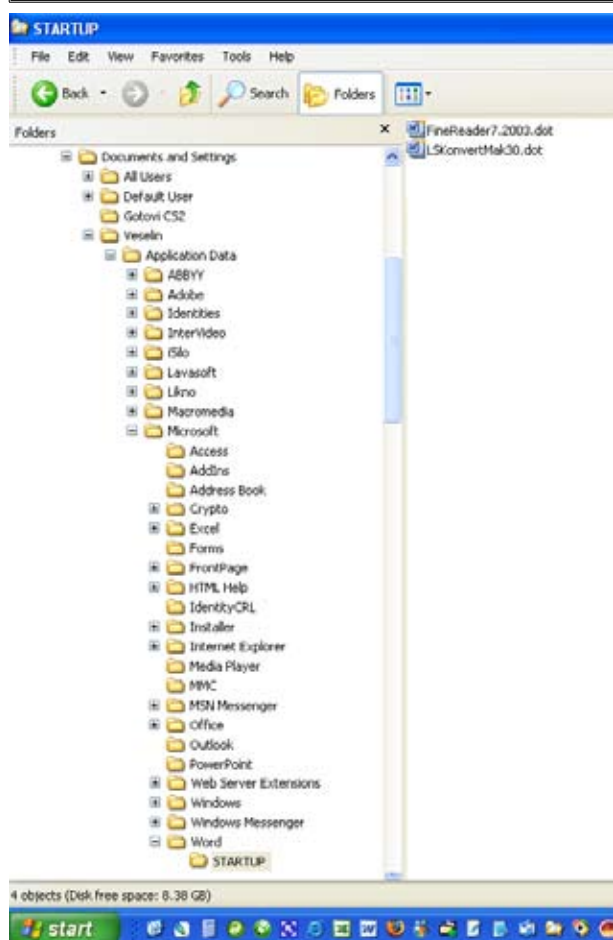 STARTUP
File Edit View Favorites Tools Help
Back Search Folders
Folders
Documents and Settings
All Users
Default User
Gotovi CS2
Veselin
Application Data
ABBYY
Adobe
Identities
InterVideo
iSilo
Lavasoft
Likno
Macromedia
Microsoft
Access
AddIns
Address Book
Crypto
Excel
Forms
FrontPage
HTML Help
IdentityCRL
Installer
Internet Explorer
Media Player
MMC
MSN Messenger
Office
Outlook
PowerPoint
Web Server Extensions
Windows
Windows Messenger
Word
STARTUP
FineReader7.2003.dot
LSKonvertMak30.dot
4 objects (Disk free space: 8.38 GB)
start